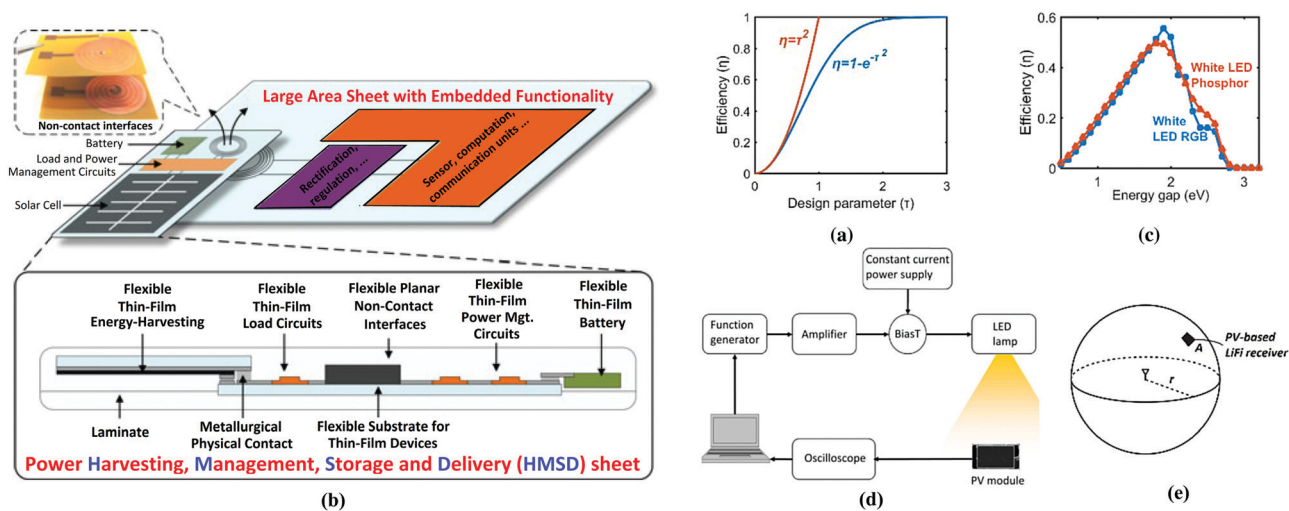 Non-contact interfaces
Battery
Load and Power
Management Circuits
Solar Cell
Large Area Sheet with Embedded Functionality
Rectification,
regulation, ...
Sensor, computation,
communication units ...
Flexible
Thin-Film
Energy-Harvesting
Flexible
Thin-Film
Load Circuits
Flexible Planar
Non-Contact
Interfaces
Flexible
Thin-Film
Power Mgt.
Circuits
Flexible
Thin-Film
Battery
Laminate
Metallurgical
Physical Contact
Flexible Substrate for
Thin-Film Devices
Power Harvesting, Management, Storage and Delivery (HMSD) sheet
(b)
Efficiency (η)
1
0.8
0.6
0.4
0.2
0
η=τ²
η=1-e^-τ²
0 1 2 3
Design parameter (τ)
(a)
Efficiency (η)
0.6
0.4
0.2
0
White LED
Phosphor
White
LED RGB
1 2 3
Energy gap (eV)
(c)
Constant current
power supply
Function
generator
Amplifier
BiasT
LED
lamp
Oscilloscope
PV module
(d)
A
PV-based
LiFi receiver
r
(e)